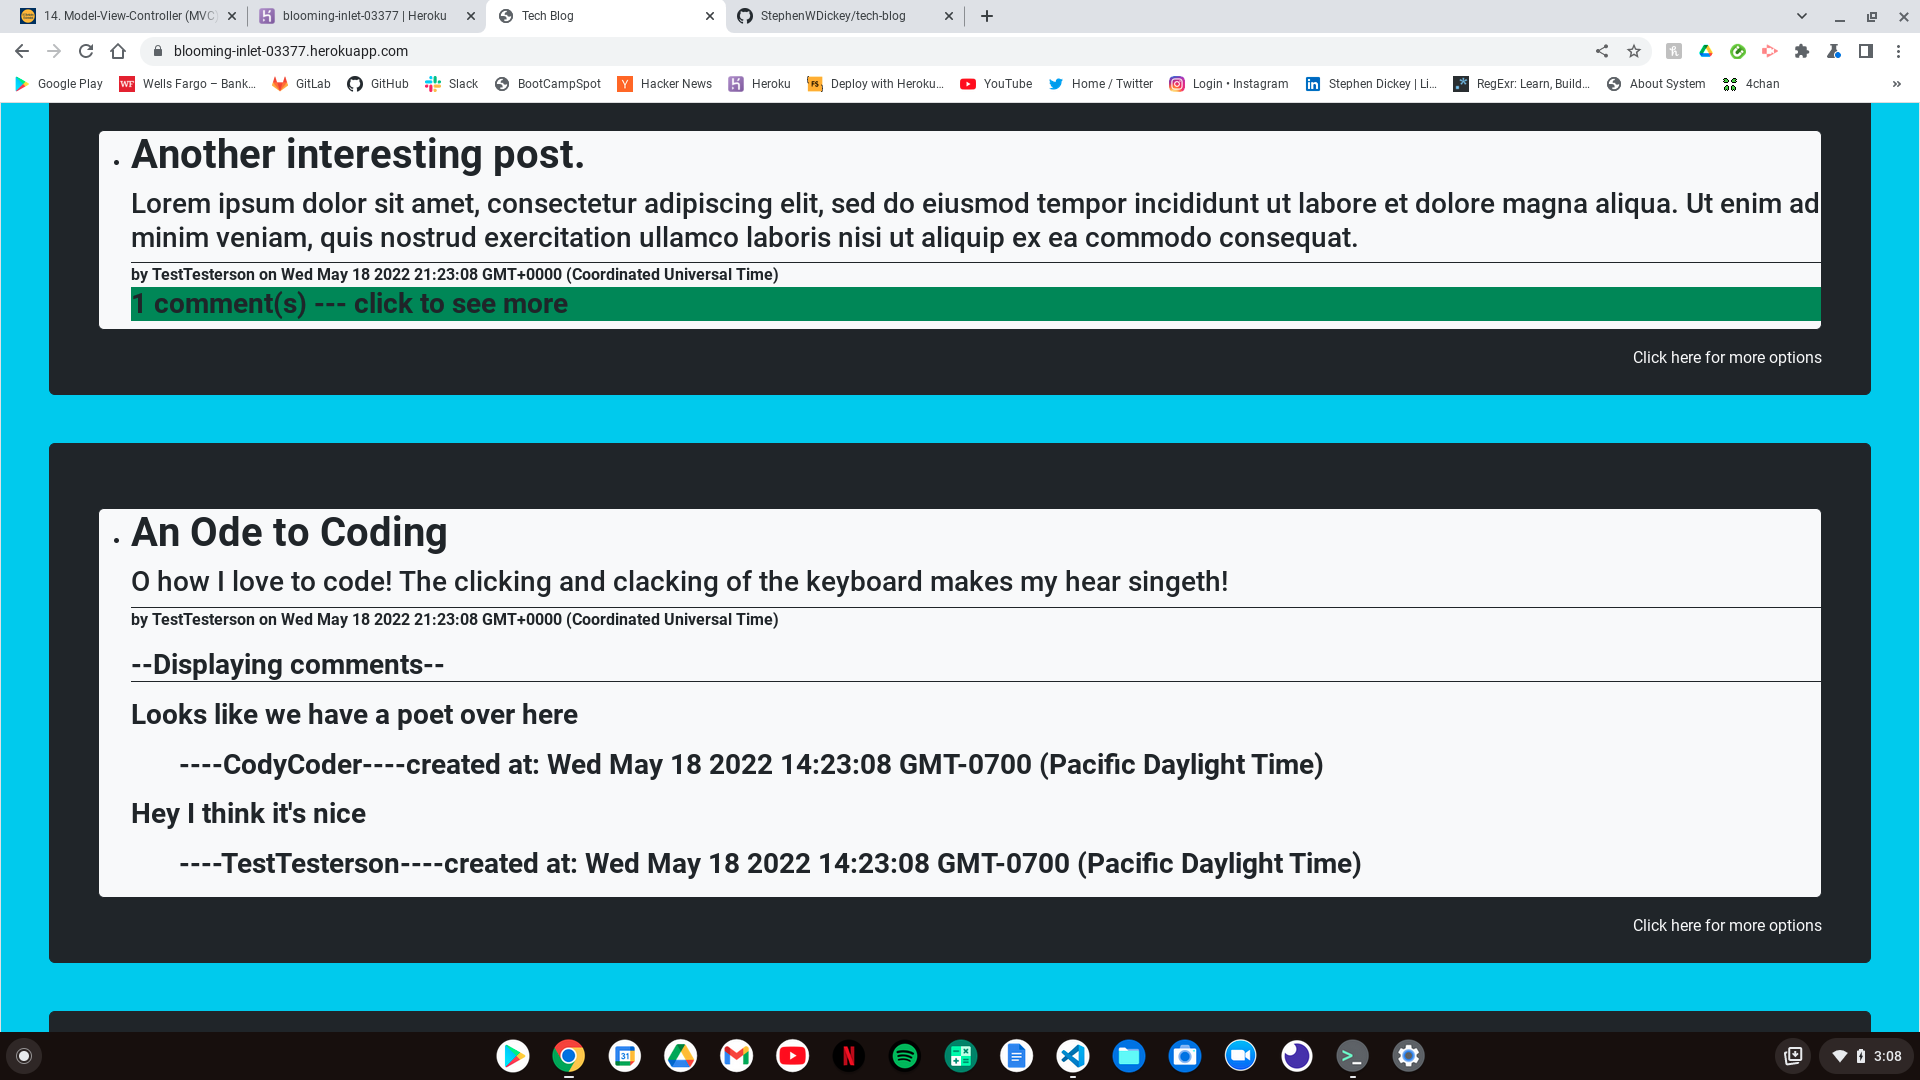 14. Model-View-Controller (MVC)
blooming-inlet-03377 | Heroku
Tech Blog
StephenWDickey/tech-blog
blooming-inlet-03377.herokuapp.com
Google Play
WF
Wells Fargo – Bank...
GitLab
GitHub
Slack
BootCampSpot
Y
Hacker News
Heroku
FS
Deploy with Heroku...
YouTube
Home / Twitter
Login • Instagram
in
Stephen Dickey | Li...
.*
RegExr: Learn, Build...
About System
4chan
»
• Another interesting post.
Lorem ipsum dolor sit amet, consectetur adipiscing elit, sed do eiusmod tempor incididunt ut labore et dolore magna aliqua. Ut enim ad
minim veniam, quis nostrud exercitation ullamco laboris nisi ut aliquip ex ea commodo consequat.
by TestTesterson on Wed May 18 2022 21:23:08 GMT+0000 (Coordinated Universal Time)
1 comment(s) --- click to see more
Click here for more options
• An Ode to Coding
O how I love to code! The clicking and clacking of the keyboard makes my hear singeth!
by TestTesterson on Wed May 18 2022 21:23:08 GMT+0000 (Coordinated Universal Time)
--Displaying comments--
Looks like we have a poet over here
----CodyCoder----created at: Wed May 18 2022 14:23:08 GMT-0700 (Pacific Daylight Time)
Hey I think it's nice
----TestTesterson----created at: Wed May 18 2022 14:23:08 GMT-0700 (Pacific Daylight Time)
Click here for more options
31
N
>_
3:08